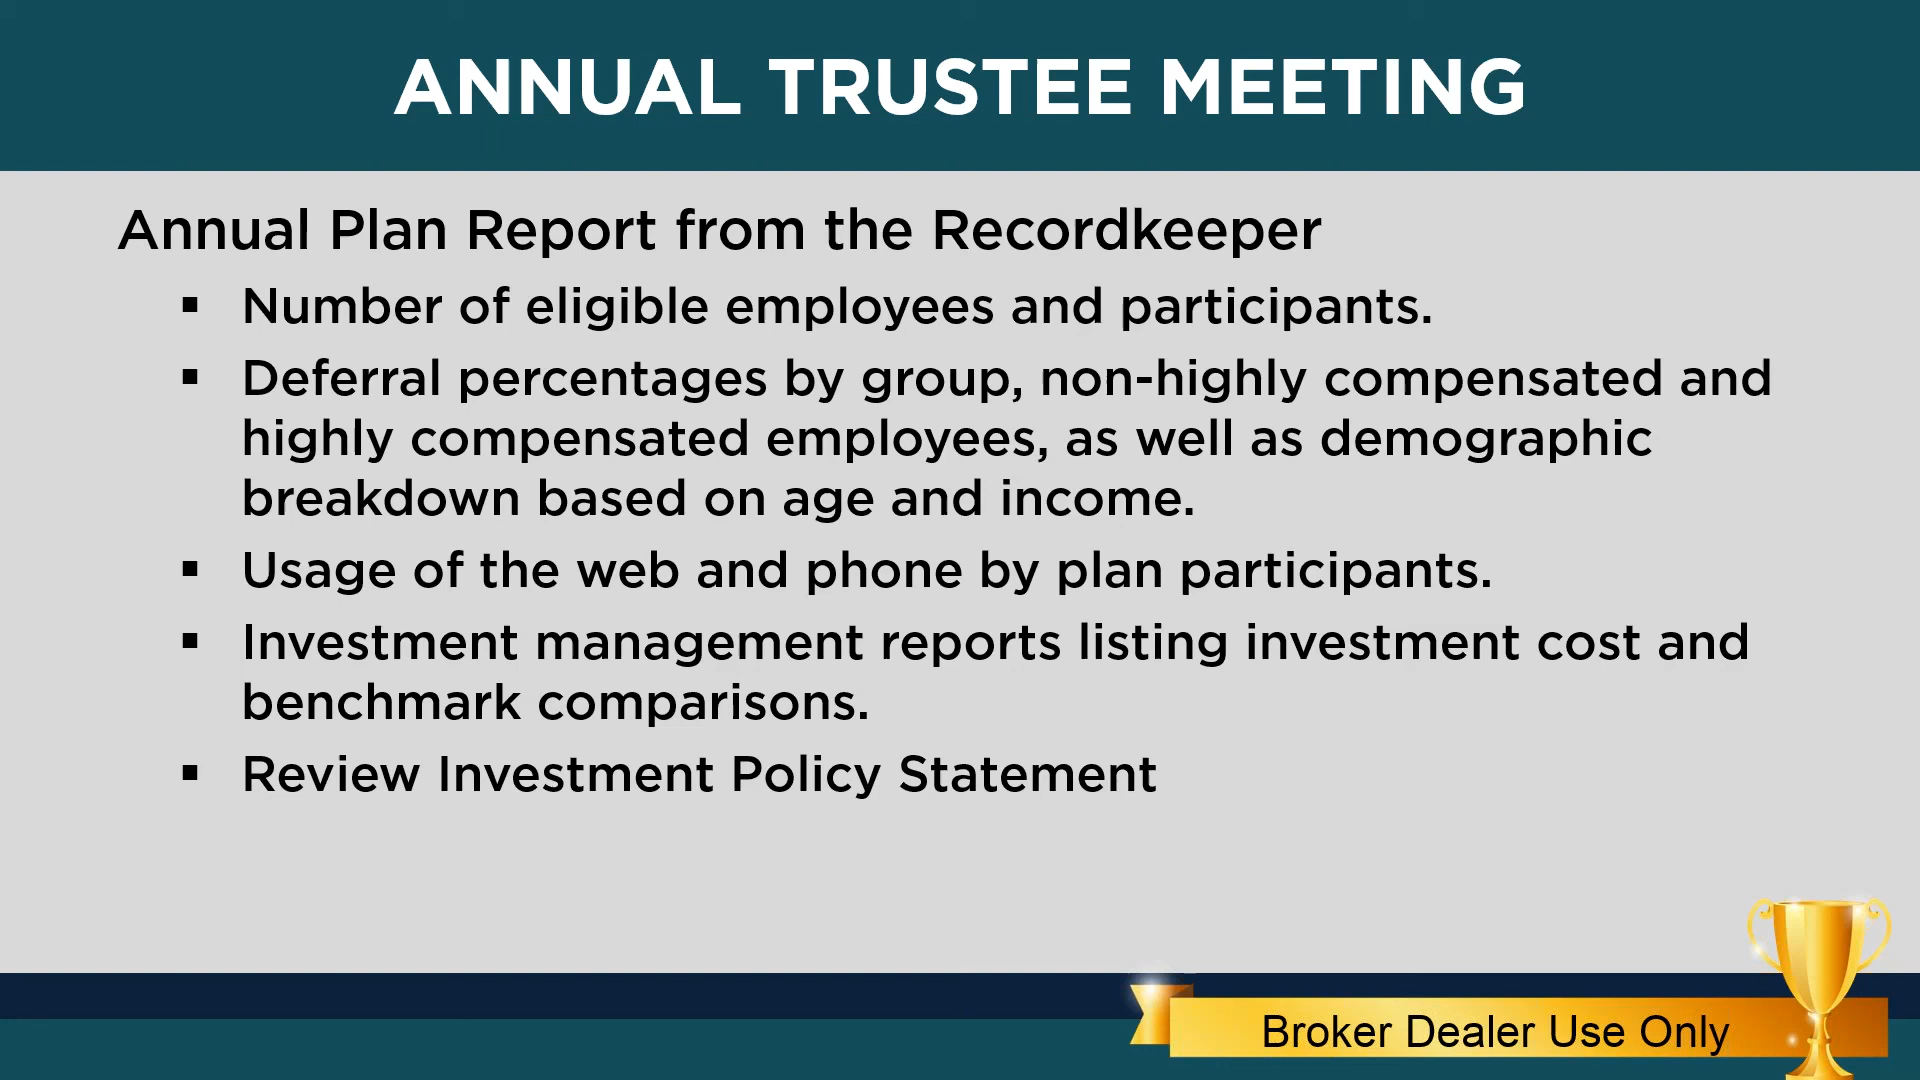 ANNUAL TRUSTEE MEETING
Annual Plan Report from the Recordkeeper
▪ Number of eligible employees and participants.
▪ Deferral percentages by group, non-highly compensated and
highly compensated employees, as well as demographic
breakdown based on age and income.
▪ Usage of the web and phone by plan participants.
▪ Investment management reports listing investment cost and
benchmark comparisons.
▪ Review Investment Policy Statement
Broker Dealer Use Only